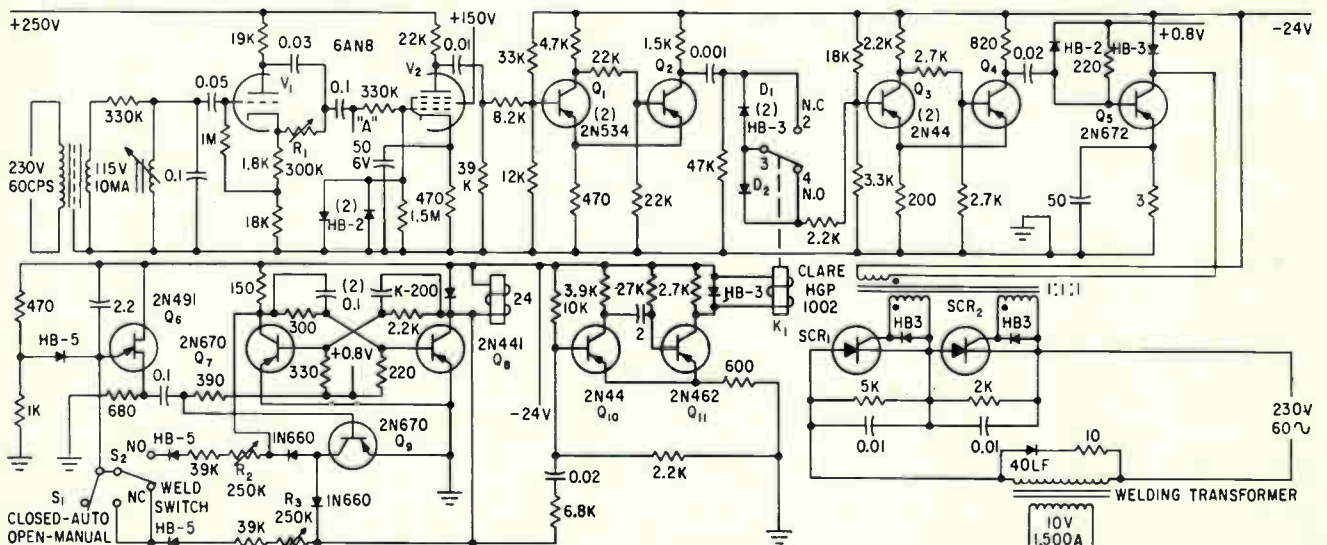 +250V
19K
0.03
6AN8
22K
+150V
0.01
33K
4.7K
22K
1.5K
0.001
18K
2.2K
2.7K
820
0.02
HB-2
HB-3
+0.8V
220
-24V
0.05
V1
V2
0.1
330K
"A"
330K
Q1
Q2
(2)
2N534
D1
(2)
HB-3
N.C
2
3
4
N.O
D2
Q3
(2)
2N44
Q4
Q5
2N672
230V
60CPS
115V
10MA
0.1
1M
1.8K
R1
300K
18K
50
6V
(2)
HB-2
470
1.5M
39
K
8.2K
12K
470
22K
47K
2.2K
3.3K
200
2.7K
50
3
470
2.2
2N491
Q6
HB-5
1K
680
0.1
2N670
Q7
390
150
(2)
0.1
K-200
300
2.2K
+0.8V
330
220
24
2N441
Q8
2N670
Q9
-24V
3.9K
10K
27K
2.7K
2
HB-3
CLARE
HGP
1002
K1
2N44
Q10
2N462
Q11
600
2.2K
0.02
6.8K
1:1:1
SCR1
HB3
SCR2
HB3
5K
2K
0.01
0.01
230V
60~
40LF
10
WELDING TRANSFORMER
10V
1,500A
S2
NO
HB-5
39K
R2
250K
1N660
1N660
S1
NC
WELD
SWITCH
CLOSED-AUTO
OPEN-MANUAL
HB-5
39K
R3
250K